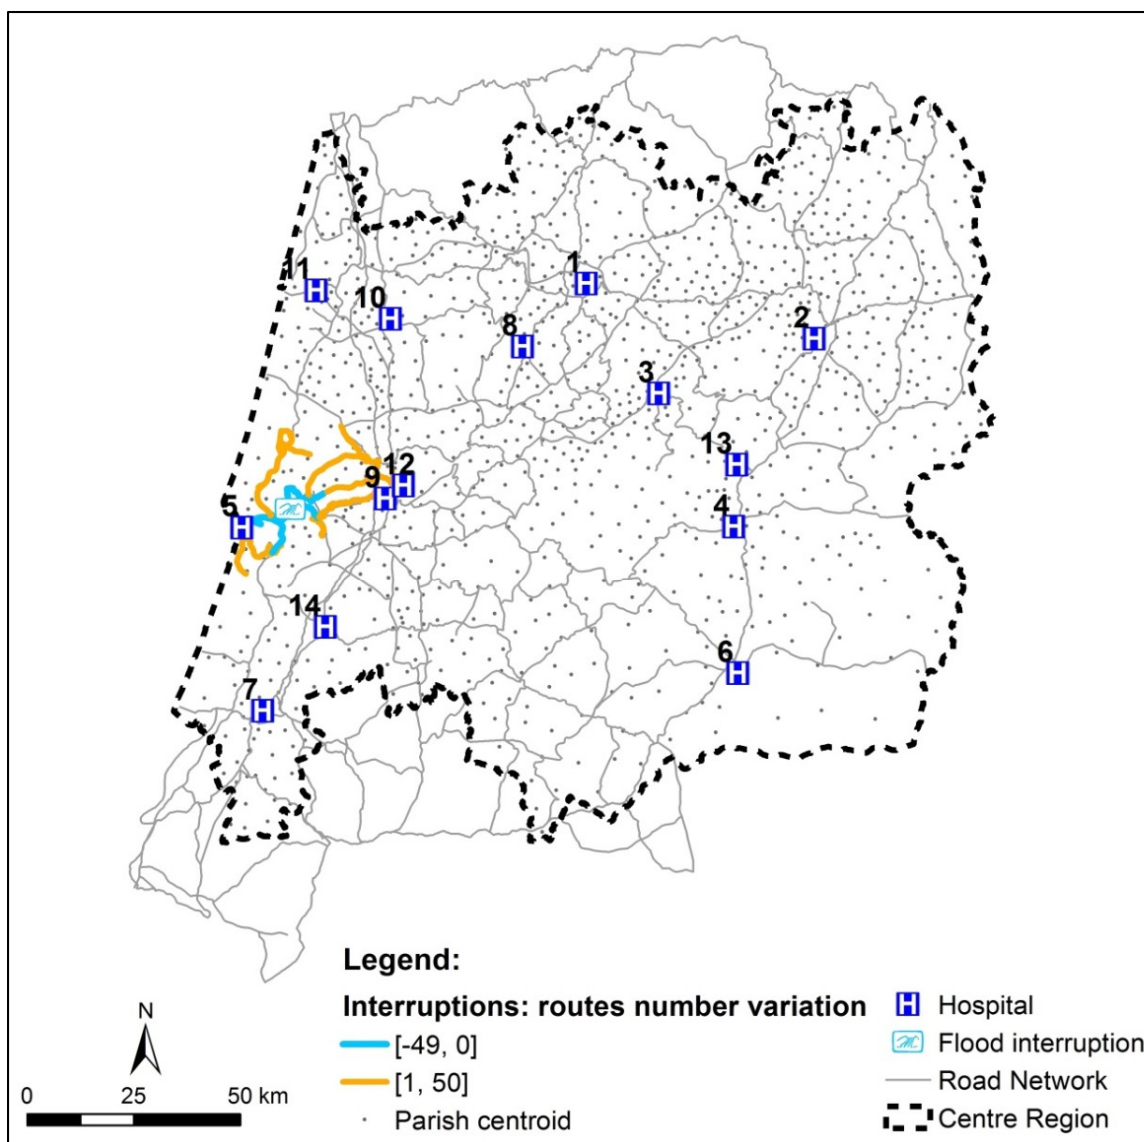 1
11
10
2
8
3
13
12
9
5
4
14
6
7
Legend:
Interruptions: routes number variation
[-49, 0]
[1, 50]
Parish centroid
H Hospital
Flood interruption
Road Network
Centre Region
N
0 25 50 km